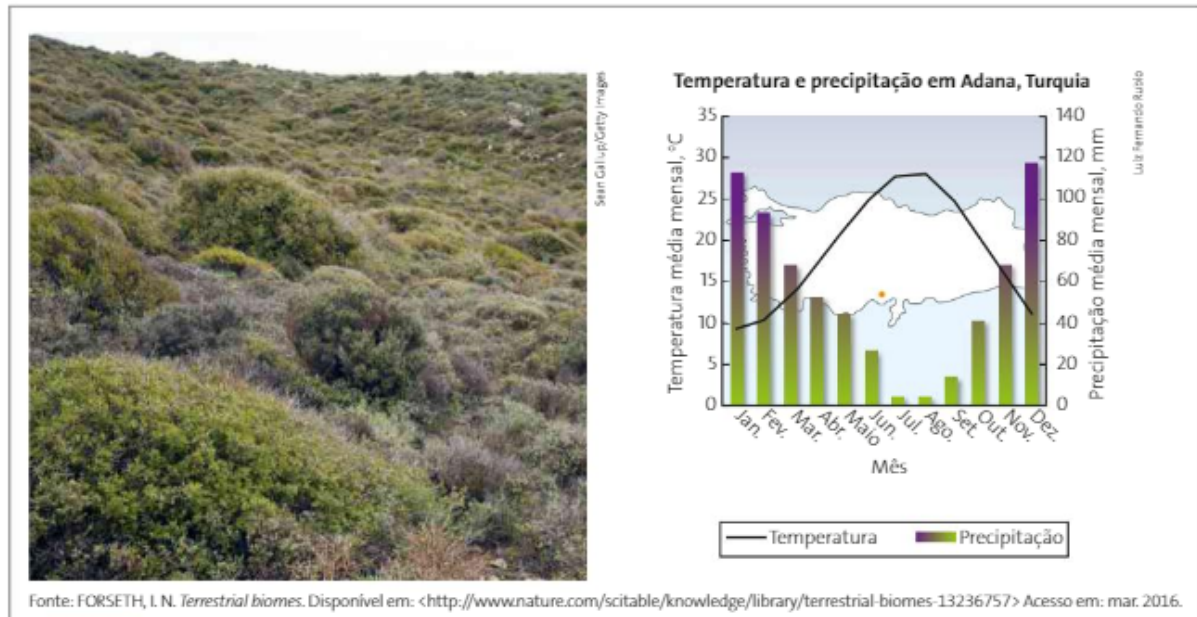 Sean Gallup/Getty Images
Temperatura e precipitação em Adana, Turquia
Luiz Fernando Rubio
Temperatura média mensal, °C
35
30
25
20
15
10
5
0
Precipitação média mensal, mm
140
120
100
80
60
40
20
0
Jan.
Fev.
Mar.
Abr.
Maio
Jun.
Jul.
Ago.
Set.
Out.
Nov.
Dez.
Mês
Temperatura
Precipitação
Fonte: FORSETH, I. N. Terrestrial biomes. Disponível em: <http://www.nature.com/scitable/knowledge/library/terrestrial-biomes-13236757> Acesso em: mar. 2016.